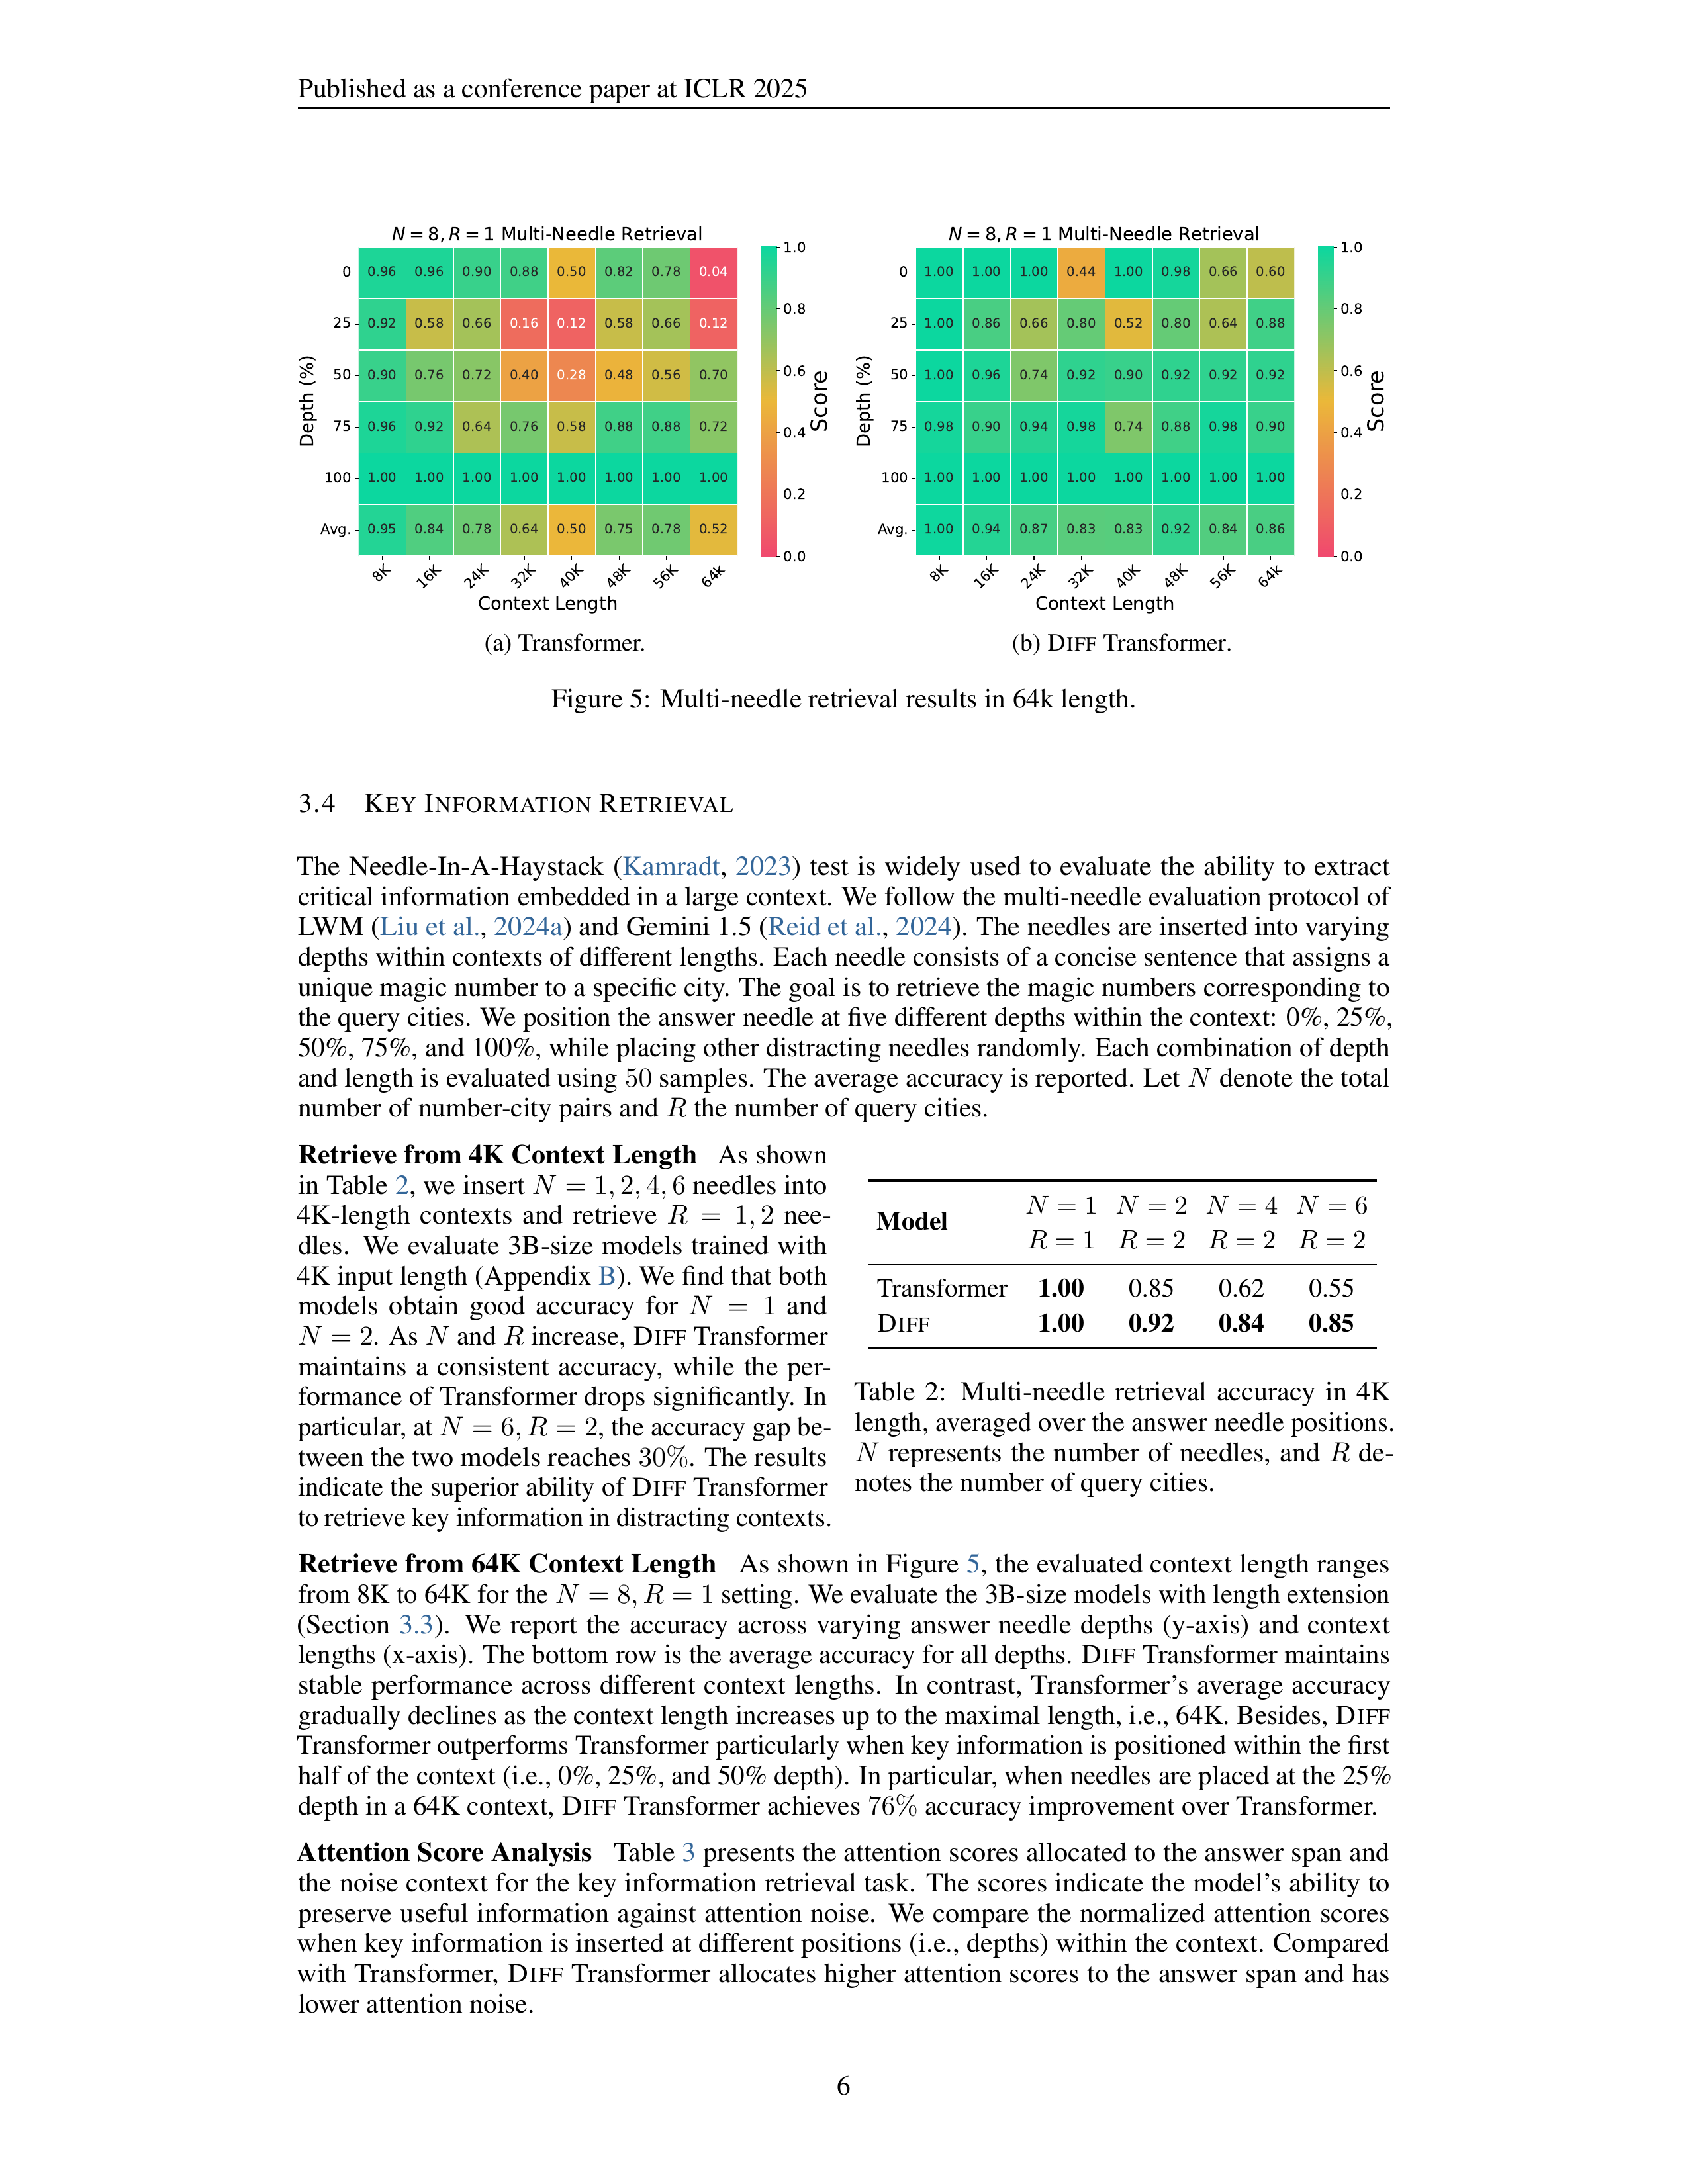 Published as a conference paper at ICLR 2025
N = 8, R = 1 Multi-Needle Retrieval
Depth (%)
0 0.96 0.96 0.90 0.88 0.50 0.82 0.78 0.04
25 0.92 0.58 0.66 0.16 0.12 0.58 0.66 0.12
50 0.90 0.76 0.72 0.40 0.28 0.48 0.56 0.70
75 0.96 0.92 0.64 0.76 0.58 0.88 0.88 0.72
100 1.00 1.00 1.00 1.00 1.00 1.00 1.00 1.00
Avg. 0.95 0.84 0.78 0.64 0.50 0.75 0.78 0.52
8K 16K 24K 32K 40K 48K 56K 64k
Context Length
1.0
0.8
0.6
0.4
0.2
0.0
Score
(a) Transformer.
N = 8, R = 1 Multi-Needle Retrieval
Depth (%)
0 1.00 1.00 1.00 0.44 1.00 0.98 0.66 0.60
25 1.00 0.86 0.66 0.80 0.52 0.80 0.64 0.88
50 1.00 0.96 0.74 0.92 0.90 0.92 0.92 0.92
75 0.98 0.90 0.94 0.98 0.74 0.88 0.98 0.90
100 1.00 1.00 1.00 1.00 1.00 1.00 1.00 1.00
Avg. 1.00 0.94 0.87 0.83 0.83 0.92 0.84 0.86
8K 16K 24K 32K 40K 48K 56K 64k
Context Length
1.0
0.8
0.6
0.4
0.2
0.0
Score
(b) DIFF Transformer.
Figure 5: Multi-needle retrieval results in 64k length.
3.4 KEY INFORMATION RETRIEVAL
The Needle-In-A-Haystack (Kamradt, 2023) test is widely used to evaluate the ability to extract
critical information embedded in a large context. We follow the multi-needle evaluation protocol of
LWM (Liu et al., 2024a) and Gemini 1.5 (Reid et al., 2024). The needles are inserted into varying
depths within contexts of different lengths. Each needle consists of a concise sentence that assigns a
unique magic number to a specific city. The goal is to retrieve the magic numbers corresponding to
the query cities. We position the answer needle at five different depths within the context: 0%, 25%,
50%, 75%, and 100%, while placing other distracting needles randomly. Each combination of depth
and length is evaluated using 50 samples. The average accuracy is reported. Let N denote the total
number of number-city pairs and R the number of query cities.
Retrieve from 4K Context Length As shown
in Table 2, we insert N = 1, 2, 4, 6 needles into
4K-length contexts and retrieve R = 1, 2 nee-
dles. We evaluate 3B-size models trained with
4K input length (Appendix B). We find that both
models obtain good accuracy for N = 1 and
N = 2. As N and R increase, DIFF Transformer
maintains a consistent accuracy, while the per-
formance of Transformer drops significantly. In
particular, at N = 6, R = 2, the accuracy gap be-
tween the two models reaches 30%. The results
indicate the superior ability of DIFF Transformer
to retrieve key information in distracting contexts.
Model
N = 1 N = 2 N = 4 N = 6
R = 1 R = 2 R = 2 R = 2
Transformer 1.00 0.85 0.62 0.55
DIFF 1.00 0.92 0.84 0.85
Table 2: Multi-needle retrieval accuracy in 4K
length, averaged over the answer needle positions.
N represents the number of needles, and R de-
notes the number of query cities.
Retrieve from 64K Context Length As shown in Figure 5, the evaluated context length ranges
from 8K to 64K for the N = 8, R = 1 setting. We evaluate the 3B-size models with length extension
(Section 3.3). We report the accuracy across varying answer needle depths (y-axis) and context
lengths (x-axis). The bottom row is the average accuracy for all depths. DIFF Transformer maintains
stable performance across different context lengths. In contrast, Transformer's average accuracy
gradually declines as the context length increases up to the maximal length, i.e., 64K. Besides, DIFF
Transformer outperforms Transformer particularly when key information is positioned within the first
half of the context (i.e., 0%, 25%, and 50% depth). In particular, when needles are placed at the 25%
depth in a 64K context, DIFF Transformer achieves 76% accuracy improvement over Transformer.
Attention Score Analysis Table 3 presents the attention scores allocated to the answer span and
the noise context for the key information retrieval task. The scores indicate the model's ability to
preserve useful information against attention noise. We compare the normalized attention scores
when key information is inserted at different positions (i.e., depths) within the context. Compared
with Transformer, DIFF Transformer allocates higher attention scores to the answer span and has
lower attention noise.
6